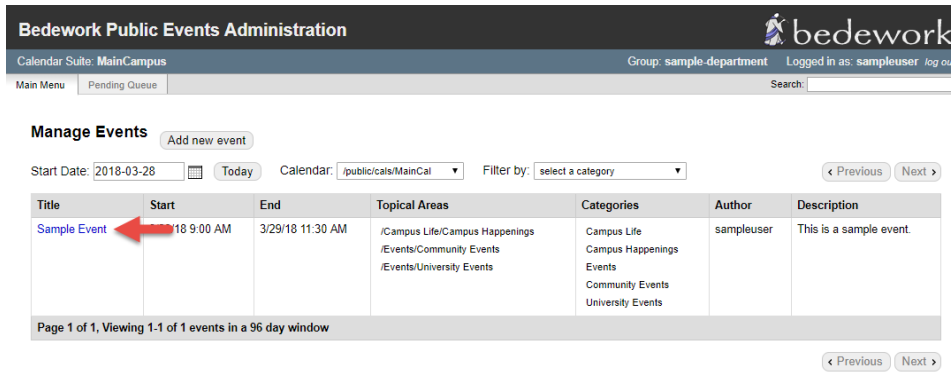 Bedework Public Events Administration
bedework
Calendar Suite: MainCampus
Group: sample-department Logged in as: sampleuser log
Main Menu Pending Queue
Search:
Manage Events Add new event
Start Date: 2018-03-28 Today Calendar: /public/cals/MainCal Filter by: select a category
‹ Previous Next ›
Title Start End Topical Areas Categories Author Description
Sample Event 9:00 AM 3/29/18 11:30 AM /Campus Life/Campus Happenings Campus Life sampleuser This is a sample event.
/Events/Community Events Campus Happenings
/Events/University Events Events
Community Events
University Events
Page 1 of 1, Viewing 1-1 of 1 events in a 96 day window
‹ Previous Next ›